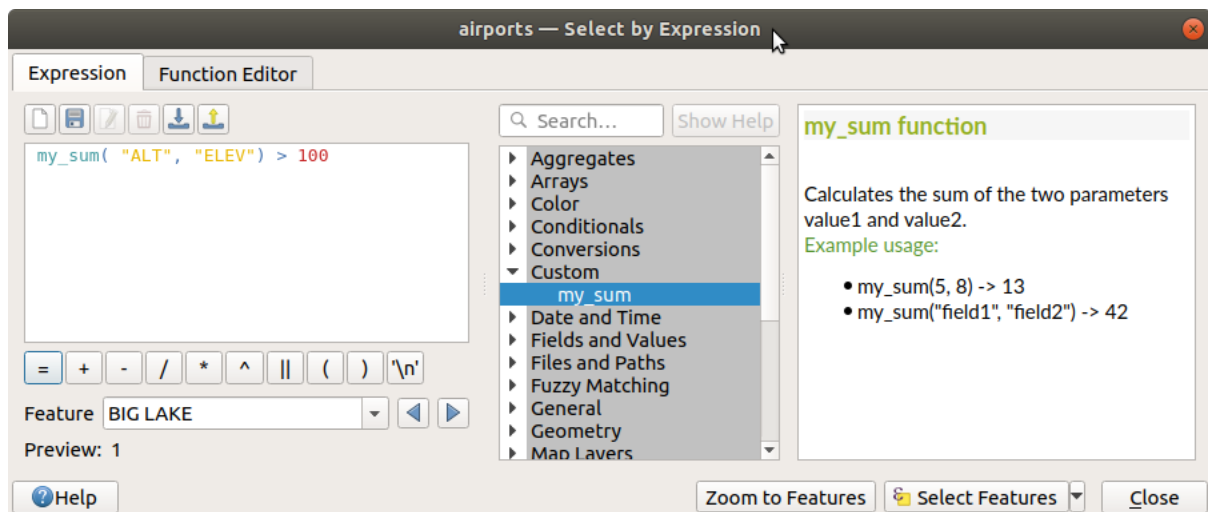 airports — Select by Expression
Expression
Function Editor
my_sum( "ALT", "ELEV") > 100
= + - / * ^ || ( ) '\n'
Feature BIG LAKE
Preview: 1
Search...
Show Help
Aggregates
Arrays
Color
Conditionals
Conversions
Custom
my_sum
Date and Time
Fields and Values
Files and Paths
Fuzzy Matching
General
Geometry
Map Layers
my_sum function
Calculates the sum of the two parameters
value1 and value2.
Example usage:
• my_sum(5, 8) -> 13
• my_sum("field1", "field2") -> 42
Help
Zoom to Features
Select Features
Close